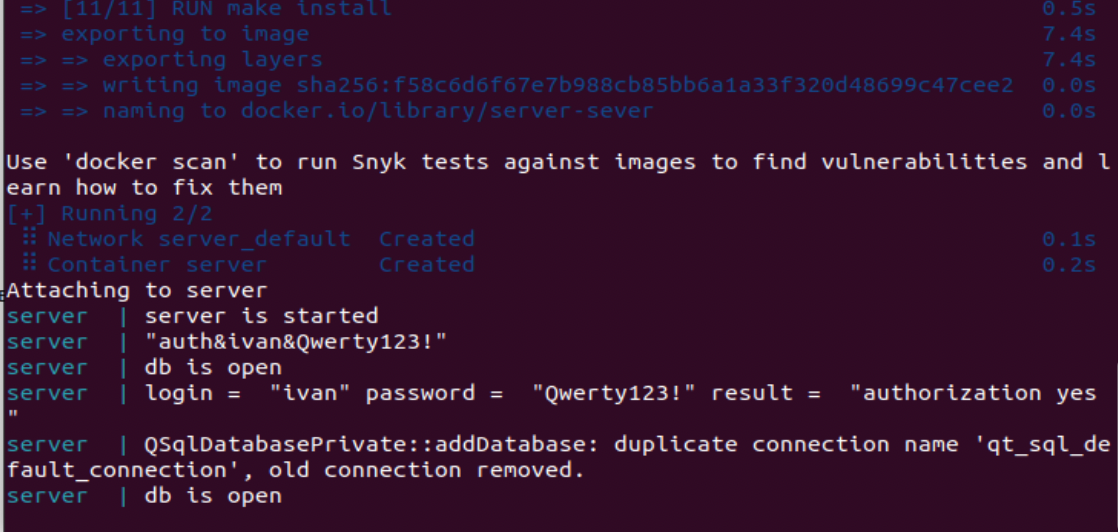 => [11/11] RUN make install 0.5s
=> exporting to image 7.4s
=> => exporting layers 7.4s
=> => writing image sha256:f58c6d6f67e7b988cb85bb6a1a33f320d48699c47cee2 0.0s
=> => naming to docker.io/library/server-sever 0.0s
Use 'docker scan' to run Snyk tests against images to find vulnerabilities and l
earn how to fix them
[+] Running 2/2
⠿ Network server_default Created 0.1s
⠿ Container server Created 0.2s
Attaching to server
server | server is started
server | "auth&ivan&Qwerty123!"
server | db is open
server | login = "ivan" password = "Qwerty123!" result = "authorization yes
"
server | QSqlDatabasePrivate::addDatabase: duplicate connection name 'qt_sql_de
fault_connection', old connection removed.
server | db is open